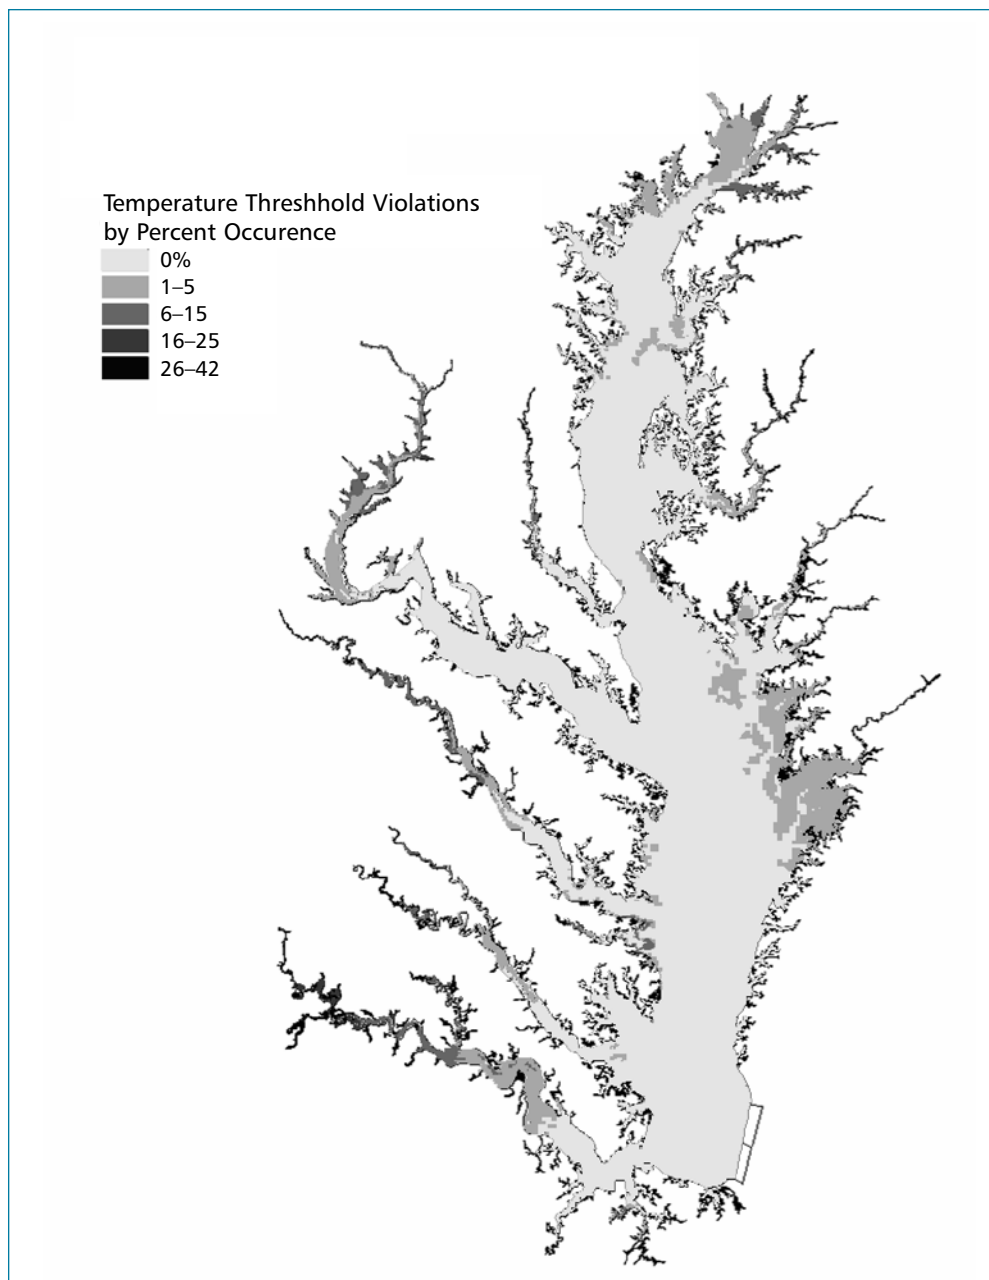 Temperature Threshhold Violations
by Percent Occurence
0%
1–5
6–15
16–25
26–42